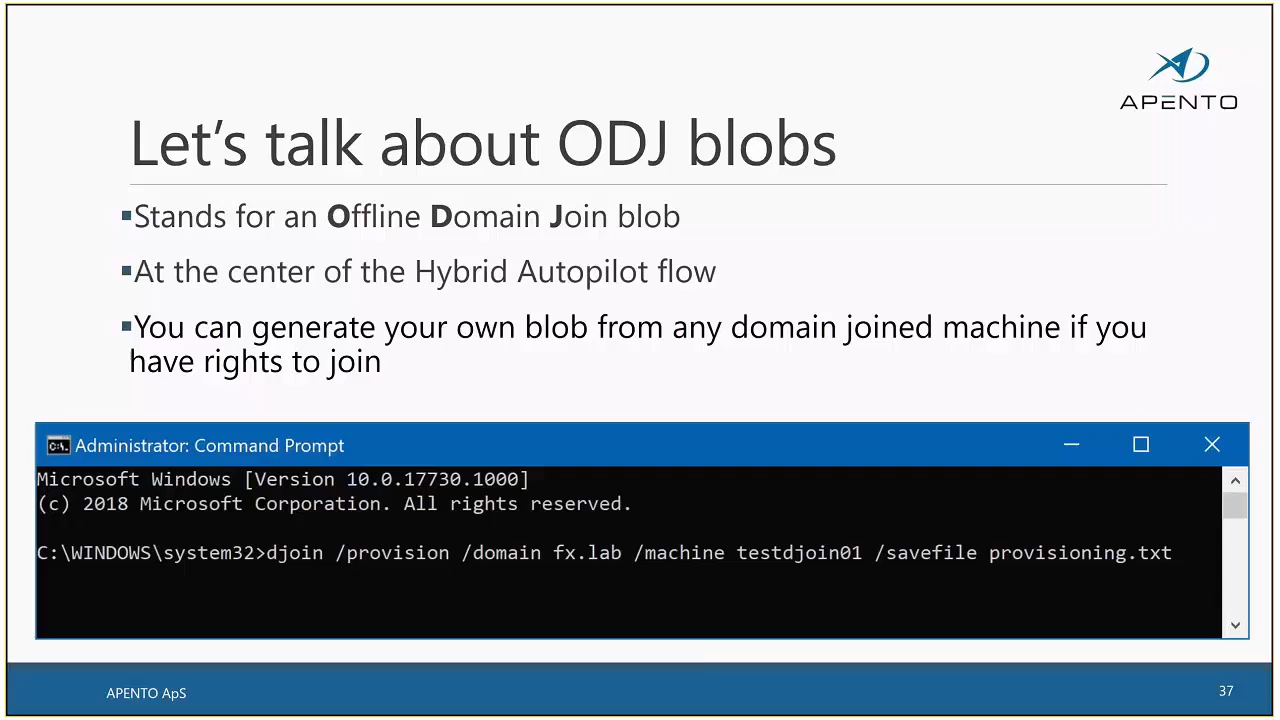 APENTO
Let's talk about ODJ blobs
▪Stands for an Offline Domain Join blob
▪At the center of the Hybrid Autopilot flow
▪You can generate your own blob from any domain joined machine if you
have rights to join
Administrator: Command Prompt
Microsoft Windows [Version 10.0.17730.1000]
(c) 2018 Microsoft Corporation. All rights reserved.
C:\WINDOWS\system32>djoin /provision /domain fx.lab /machine testdjoin01 /savefile provisioning.txt
APENTO ApS
37